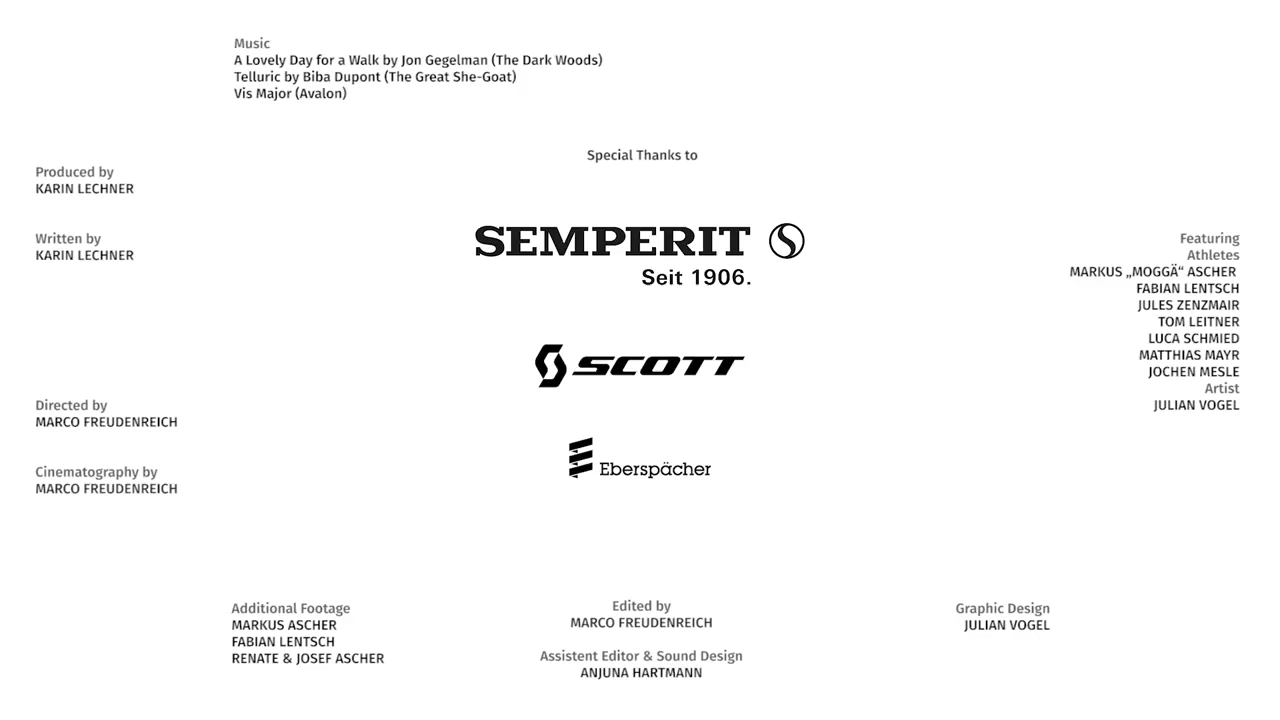 Music
A Lovely Day for a Walk by Jon Gegelman (The Dark Woods)
Telluric by Biba Dupont (The Great She-Goat)
Vis Major (Avalon)
Special Thanks to
SEMPERIT
Seit 1906.
SCOTT
Eberspächer
Produced by
KARIN LECHNER
Written by
KARIN LECHNER
Directed by
MARCO FREUDENREICH
Cinematography by
MARCO FREUDENREICH
Featuring
Athletes
MARKUS „MOGGÄ“ ASCHER
FABIAN LENTSCH
JULES ZENZMAIR
TOM LEITNER
LUCA SCHMIED
MATTHIAS MAYR
JOCHEN MESLE
Artist
JULIAN VOGEL
Additional Footage
MARKUS ASCHER
FABIAN LENTSCH
RENATE & JOSEF ASCHER
Edited by
MARCO FREUDENREICH
Assistent Editor & Sound Design
ANJUNA HARTMANN
Graphic Design
JULIAN VOGEL